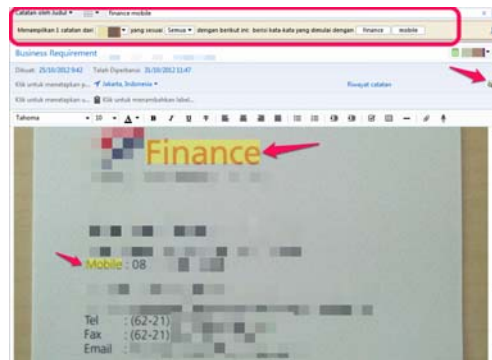 Catatan oleh Judul finance mobile
Menampilkan 1 catatan dari yang sesuai Semua dengan berikut ini: berisi kata-kata yang dimulai dengan finance mobile
Business Requirement
Dibuat: 25/10/2012 9:42 Telah Diperbarui: 31/10/2012 11:47
Klik untuk menetapkan u... Jakarta, Indonesia Riwayat catatan
Klik untuk menetapkan u... Klik untuk menambahkan label...
Tahoma 10 A B I U T
Finance
Mobile : 08
Tel : (62-21)
Fax : (62-21)
Email :